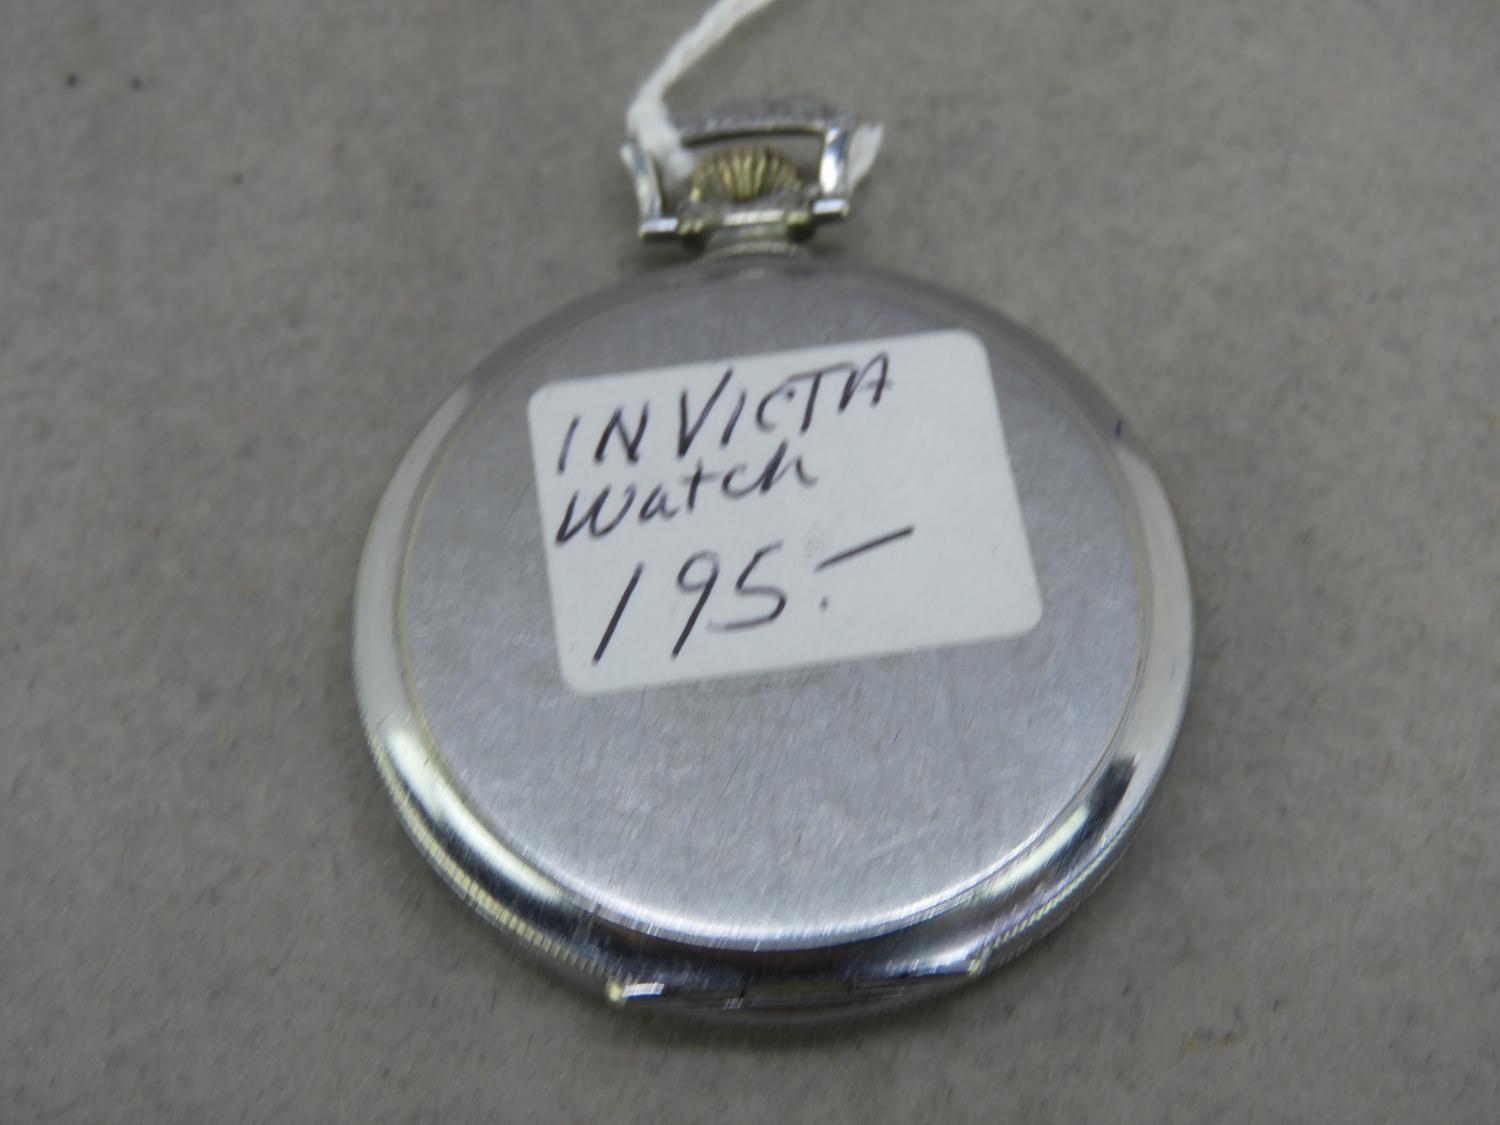 INVICTA
Watch
195.-